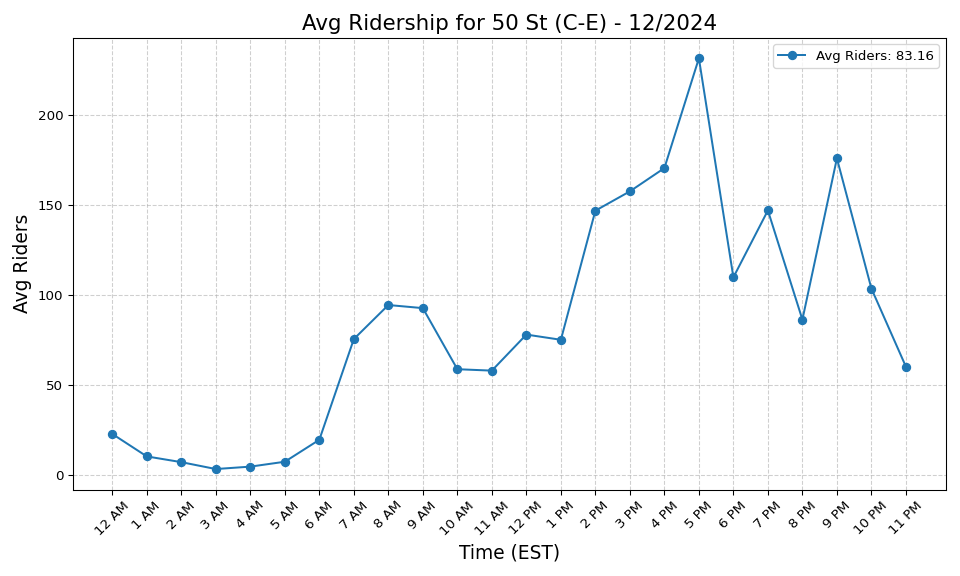 Avg Ridership for 50 St (C-E) - 12/2024
Avg Riders: 83.16
Avg Riders
200
150
100
50
0
12 AM
1 AM
2 AM
3 AM
4 AM
5 AM
6 AM
7 AM
8 AM
9 AM
10 AM
11 AM
12 PM
1 PM
2 PM
3 PM
4 PM
5 PM
6 PM
7 PM
8 PM
9 PM
10 PM
11 PM
Time (EST)